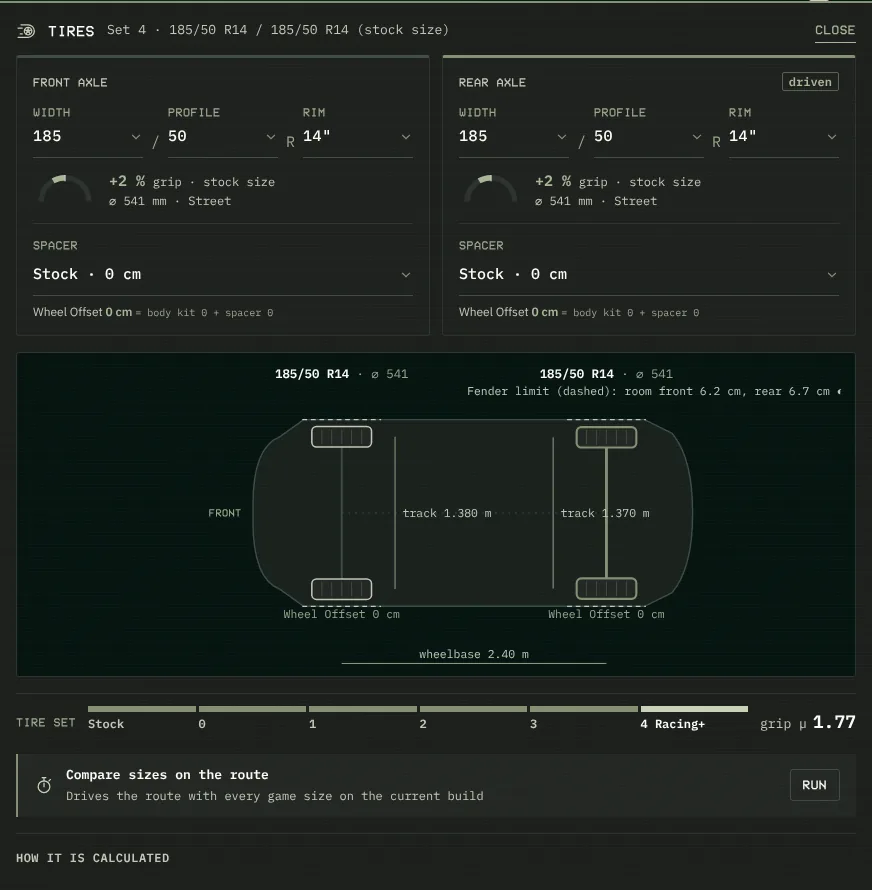 TIRES Set 4 · 185/50 R14 / 185/50 R14 (stock size) CLOSE
FRONT AXLE
WIDTH PROFILE RIM
185 / 50 R 14"
+2 % grip · stock size
⌀ 541 mm · Street
SPACER
Stock · 0 cm
Wheel Offset 0 cm = body kit 0 + spacer 0
REAR AXLE driven
WIDTH PROFILE RIM
185 / 50 R 14"
+2 % grip · stock size
⌀ 541 mm · Street
SPACER
Stock · 0 cm
Wheel Offset 0 cm = body kit 0 + spacer 0
185/50 R14 · ⌀ 541 185/50 R14 · ⌀ 541
Fender limit (dashed): room front 6.2 cm, rear 6.7 cm
FRONT track 1.380 m track 1.370 m
Wheel Offset 0 cm Wheel Offset 0 cm
wheelbase 2.40 m
TIRE SET Stock 0 1 2 3 4 Racing+ grip μ 1.77
Compare sizes on the route
Drives the route with every game size on the current build
RUN
HOW IT IS CALCULATED